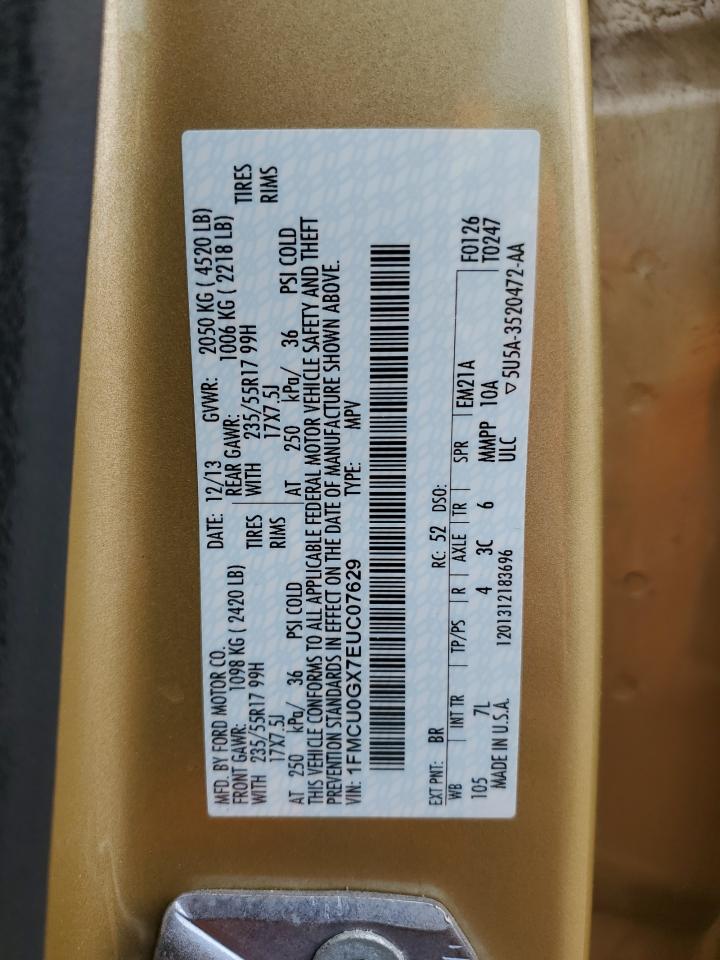 MFD. BY FORD MOTOR CO.
DATE: 12/13 GVWR: 2050 KG ( 4520 LB)
FRONT GAWR: 1098 KG ( 2420 LB)
REAR GAWR: 1006 KG ( 2218 LB)
WITH 235/55R17 99H TIRES
WITH 235/55R17 99H TIRES
17X7.5J RIMS
17X7.5J RIMS
AT 250 kPa/ 36 PSI COLD
AT 250 kPa/ 36 PSI COLD
THIS VEHICLE CONFORMS TO ALL APPLICABLE FEDERAL MOTOR VEHICLE SAFETY AND THEFT
PREVENTION STANDARDS IN EFFECT ON THE DATE OF MANUFACTURE SHOWN ABOVE.
VIN: 1FMCU0GX7EUC07629 TYPE: MPV
EXT PNT: BR RC: 52 DSO:
F0126
WB INT TR TP/PS R AXLE TR SPR EM21A
T0247
105 7L 4 3C 6 MMPP 10A
MADE IN U.S.A. 1201312183696 ULC ▽5U5A-3520472-AA